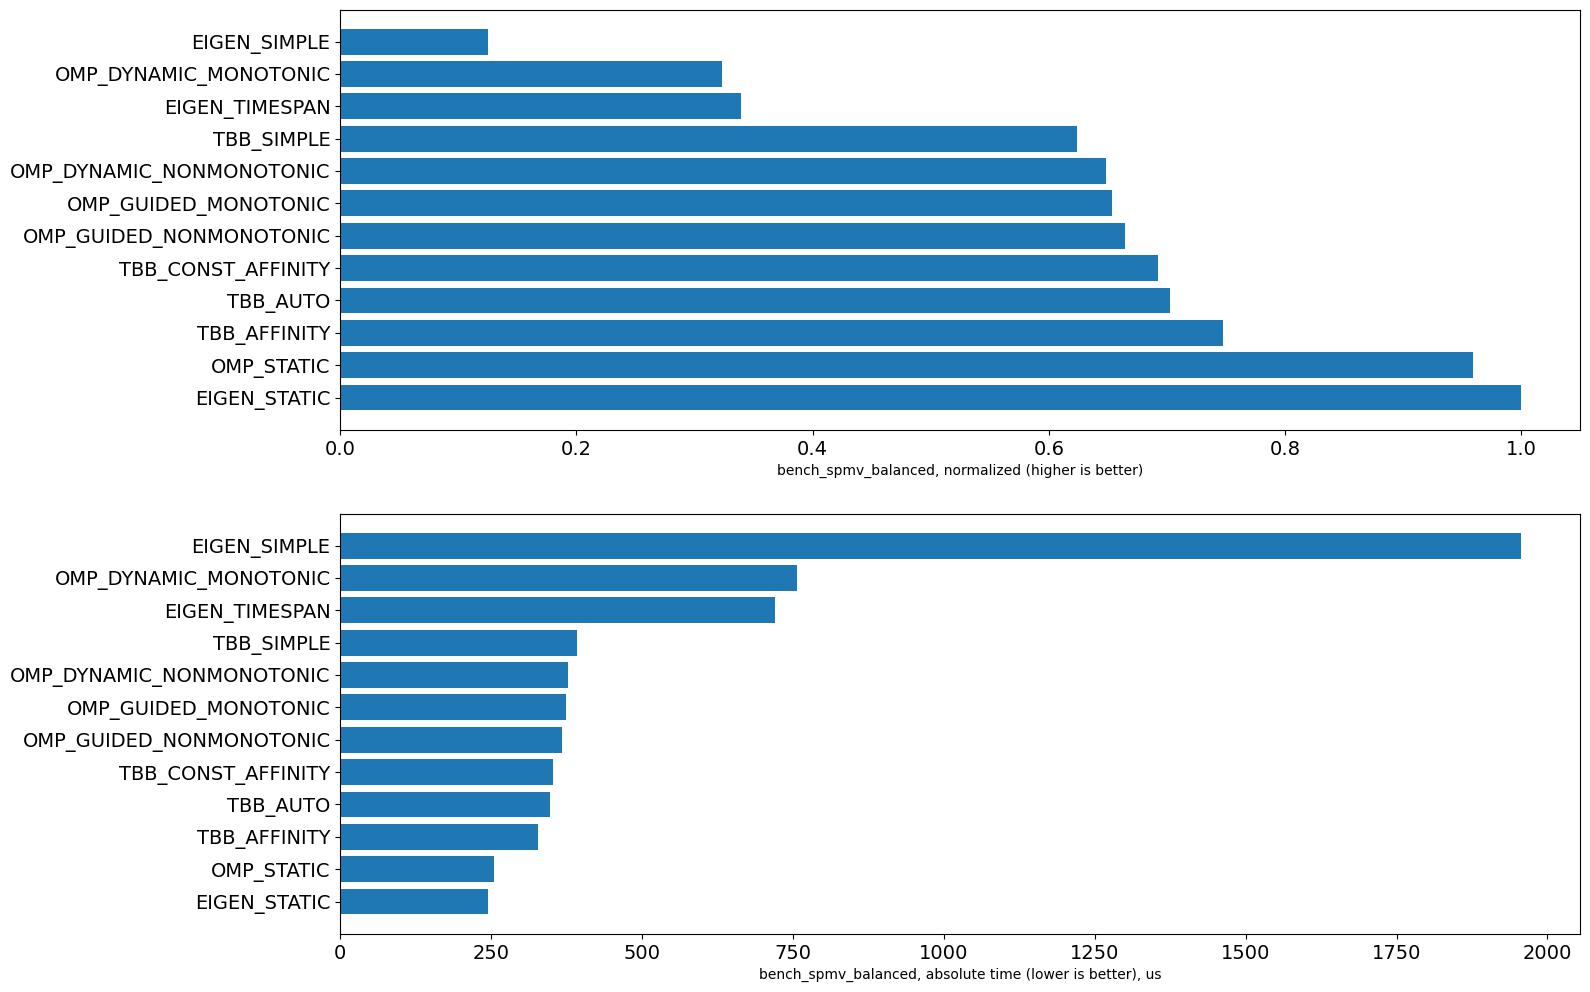 EIGEN_SIMPLE
OMP_DYNAMIC_MONOTONIC
EIGEN_TIMESPAN
TBB_SIMPLE
OMP_DYNAMIC_NONMONOTONIC
OMP_GUIDED_MONOTONIC
OMP_GUIDED_NONMONOTONIC
TBB_CONST_AFFINITY
TBB_AUTO
TBB_AFFINITY
OMP_STATIC
EIGEN_STATIC
0.0 0.2 0.4 0.6 0.8 1.0
bench_spmv_balanced, normalized (higher is better)
EIGEN_SIMPLE
OMP_DYNAMIC_MONOTONIC
EIGEN_TIMESPAN
TBB_SIMPLE
OMP_DYNAMIC_NONMONOTONIC
OMP_GUIDED_MONOTONIC
OMP_GUIDED_NONMONOTONIC
TBB_CONST_AFFINITY
TBB_AUTO
TBB_AFFINITY
OMP_STATIC
EIGEN_STATIC
0 250 500 750 1000 1250 1500 1750 2000
bench_spmv_balanced, absolute time (lower is better), us